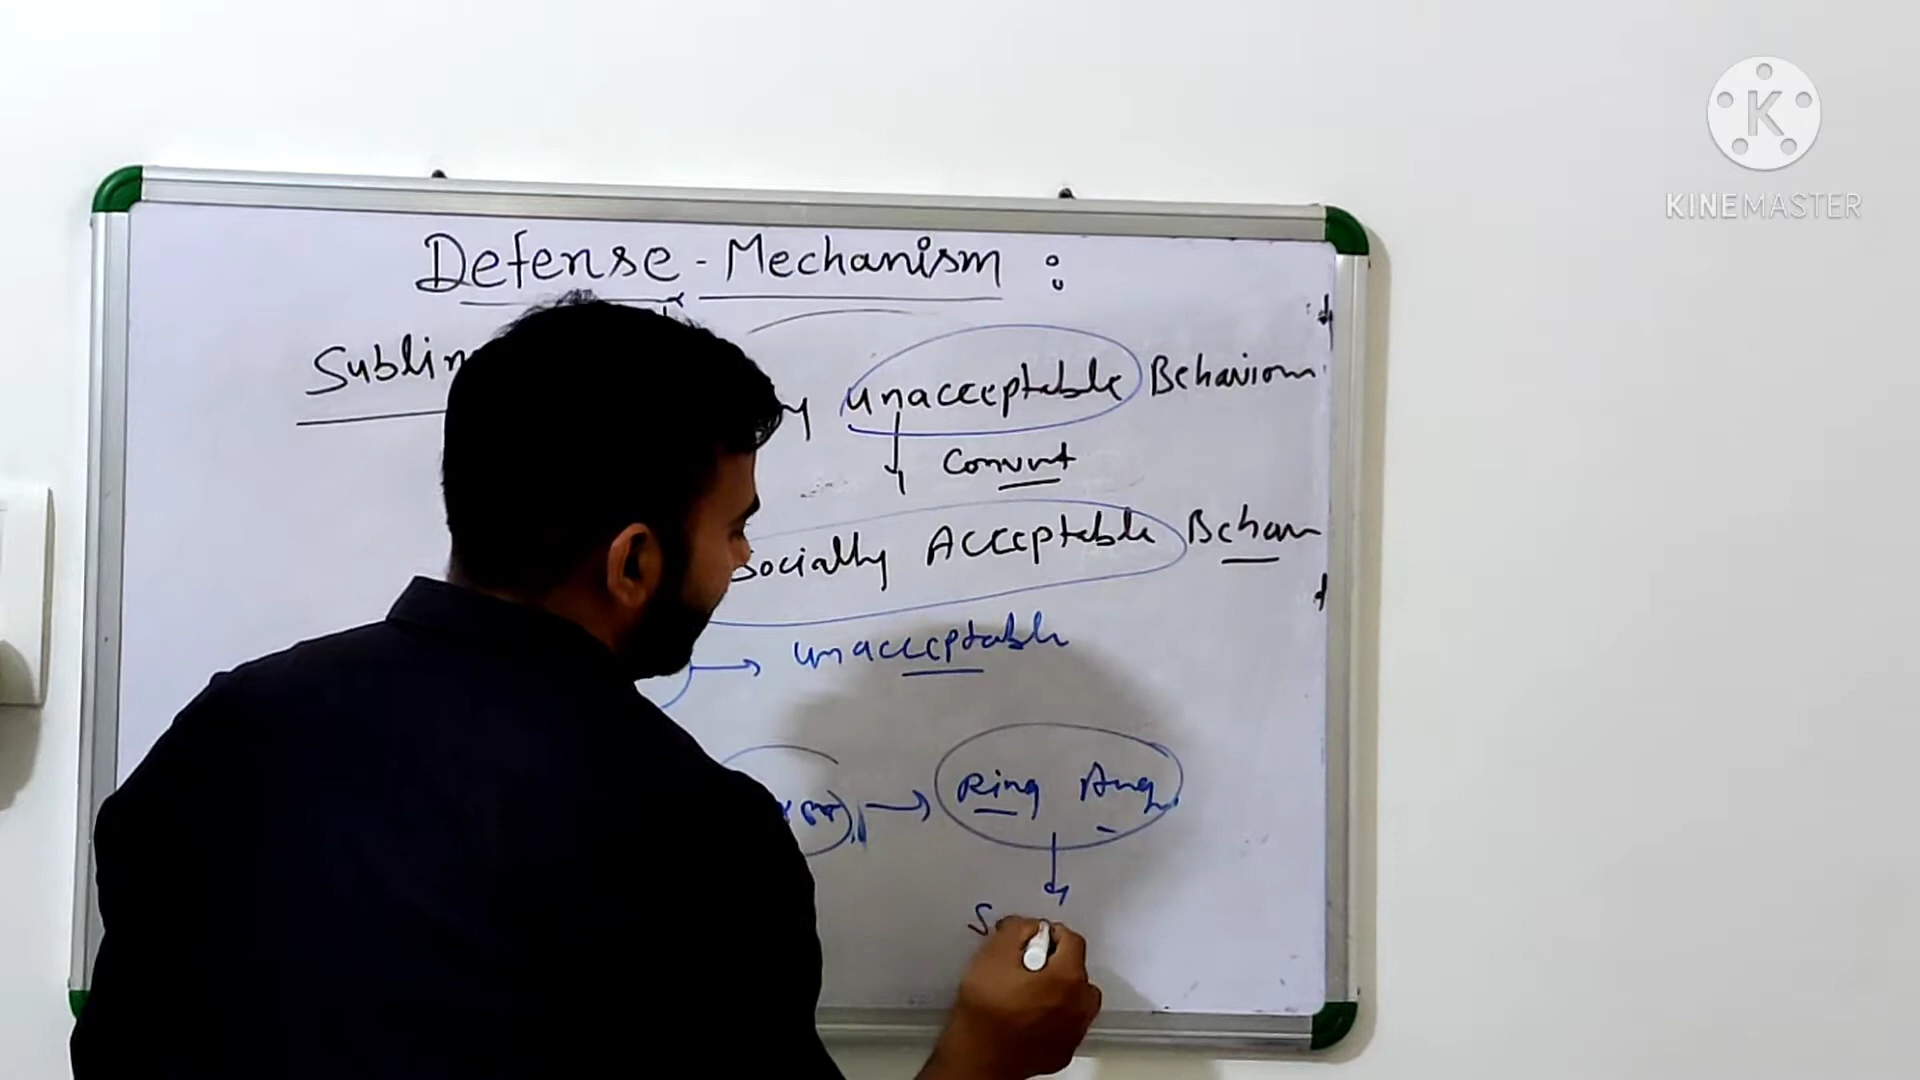 Defense - Mechanism :
Sublim
y unacceptable Behaviour
Convert
Socially Acceptable Behav
unacceptable
Ring Ang
S
K
KINEMASTER